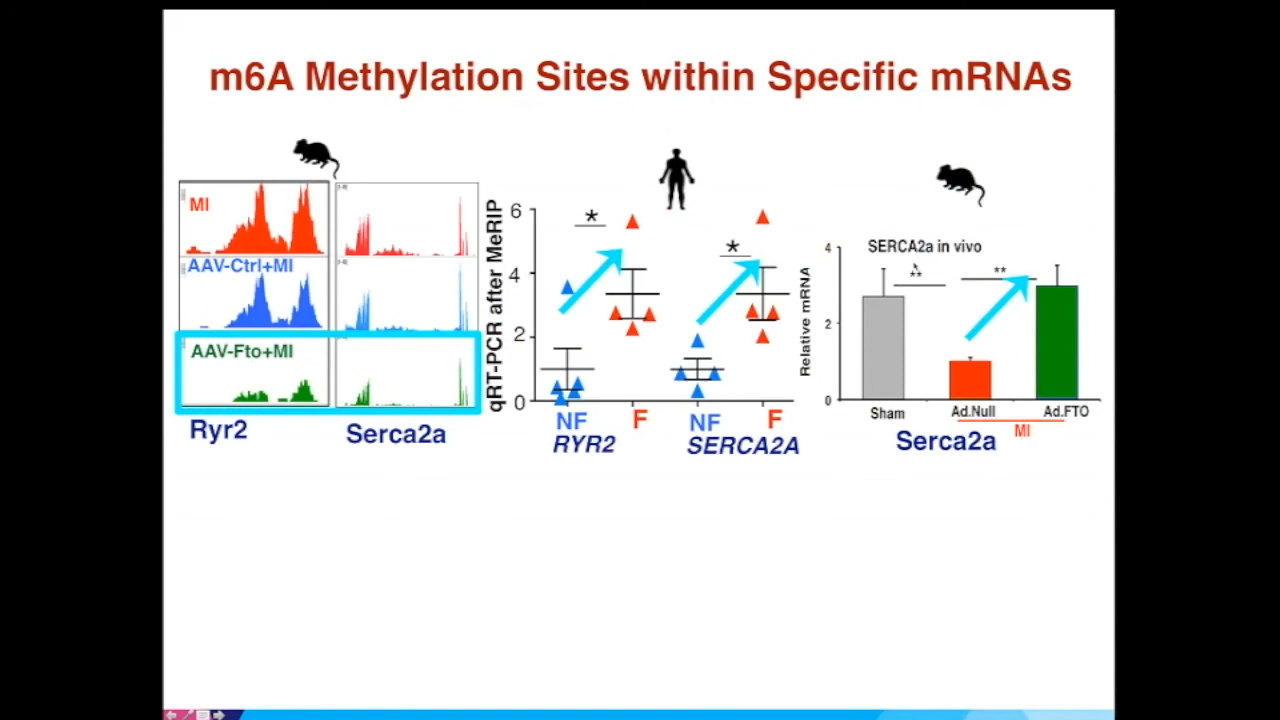 m6A Methylation Sites within Specific mRNAs
MI
AAV-Ctrl+MI
AAV-Fto+MI
Ryr2
Serca2a
qRT-PCR after MeRIP
6
4
2
0
*
*
NF
F
NF
F
RYR2
SERCA2A
Relative mRNA
4
2
0
SERCA2a in vivo
**
**
Sham
Ad.Null
Ad.FTO
MI
Serca2a